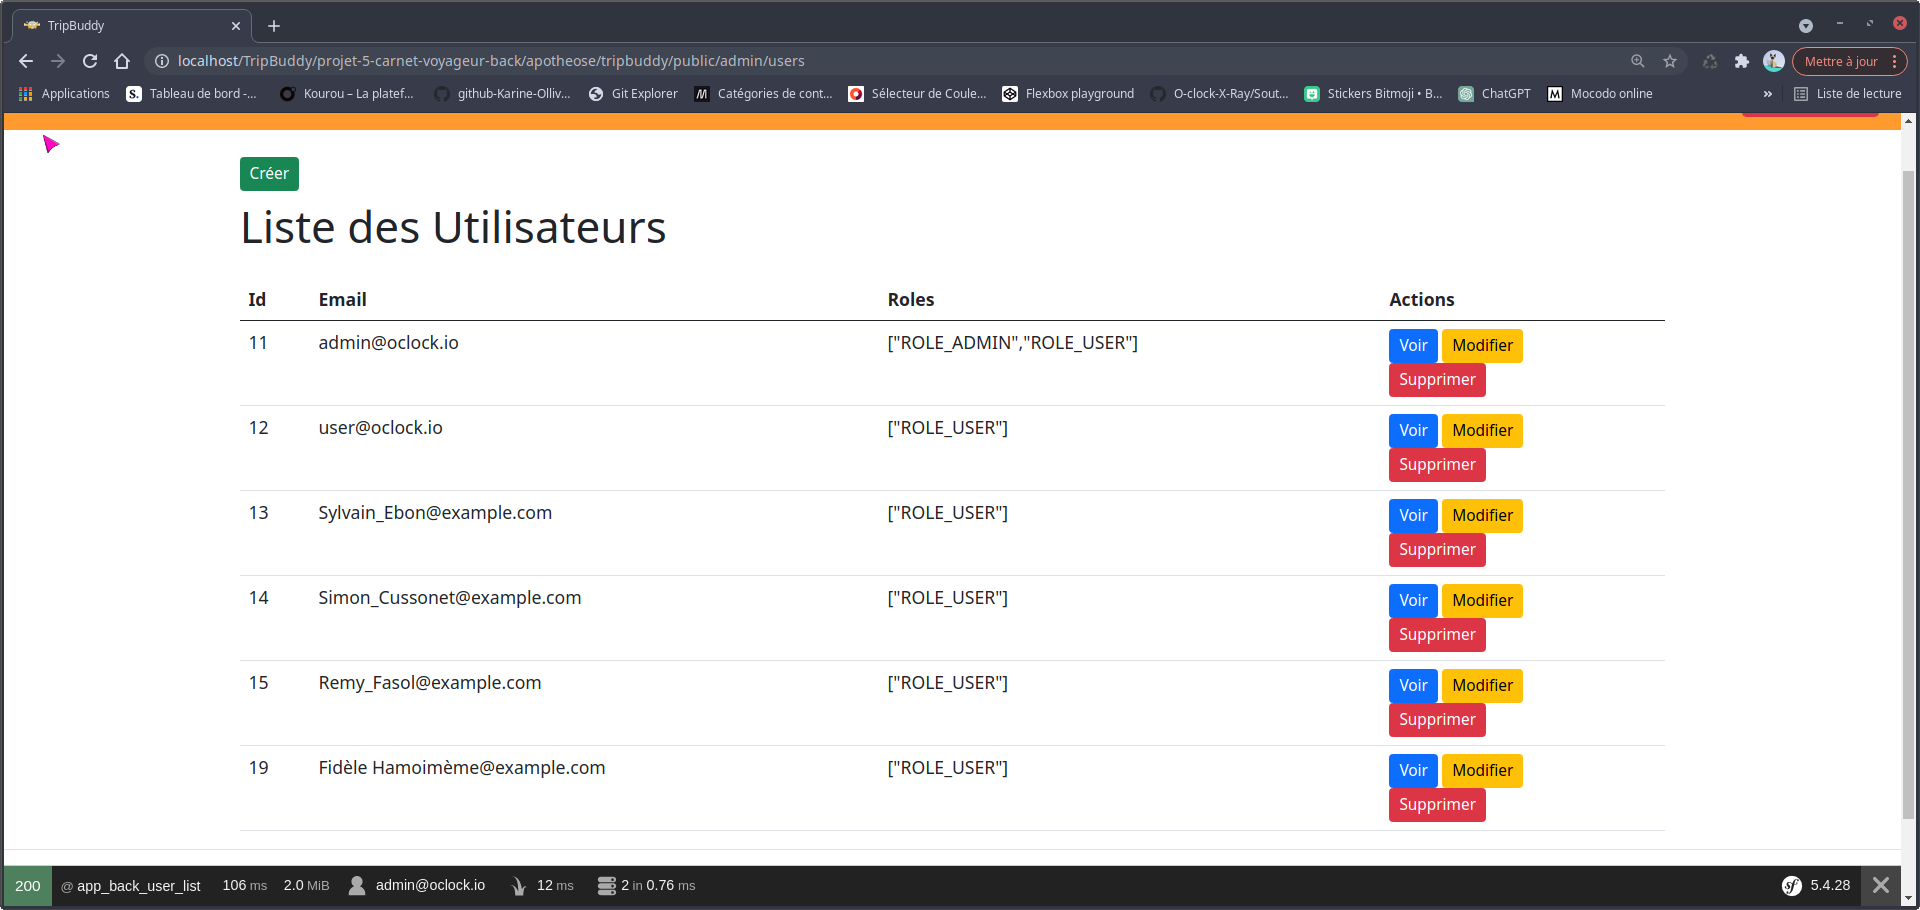 TripBuddy
localhost/TripBuddy/projet-5-carnet-voyageur-back/apotheose/tripbuddy/public/admin/users
Mettre à jour
Applications
Tableau de bord -...
Kourou – La platef...
github-Karine-Olliv...
Git Explorer
Catégories de cont...
Sélecteur de Coule...
Flexbox playground
O-clock-X-Ray/Sout...
Stickers Bitmoji • B...
ChatGPT
Mocodo online
»
Liste de lecture
Créer
Liste des Utilisateurs
Id Email Roles Actions
11 admin@oclock.io ["ROLE_ADMIN","ROLE_USER"] Voir Modifier
Supprimer
12 user@oclock.io ["ROLE_USER"] Voir Modifier
Supprimer
13 Sylvain_Ebon@example.com ["ROLE_USER"] Voir Modifier
Supprimer
14 Simon_Cussonet@example.com ["ROLE_USER"] Voir Modifier
Supprimer
15 Remy_Fasol@example.com ["ROLE_USER"] Voir Modifier
Supprimer
19 Fidèle Hamoimème@example.com ["ROLE_USER"] Voir Modifier
Supprimer
200 @ app_back_user_list 106 ms 2.0 MiB admin@oclock.io 12 ms 2 in 0.76 ms sf 5.4.28